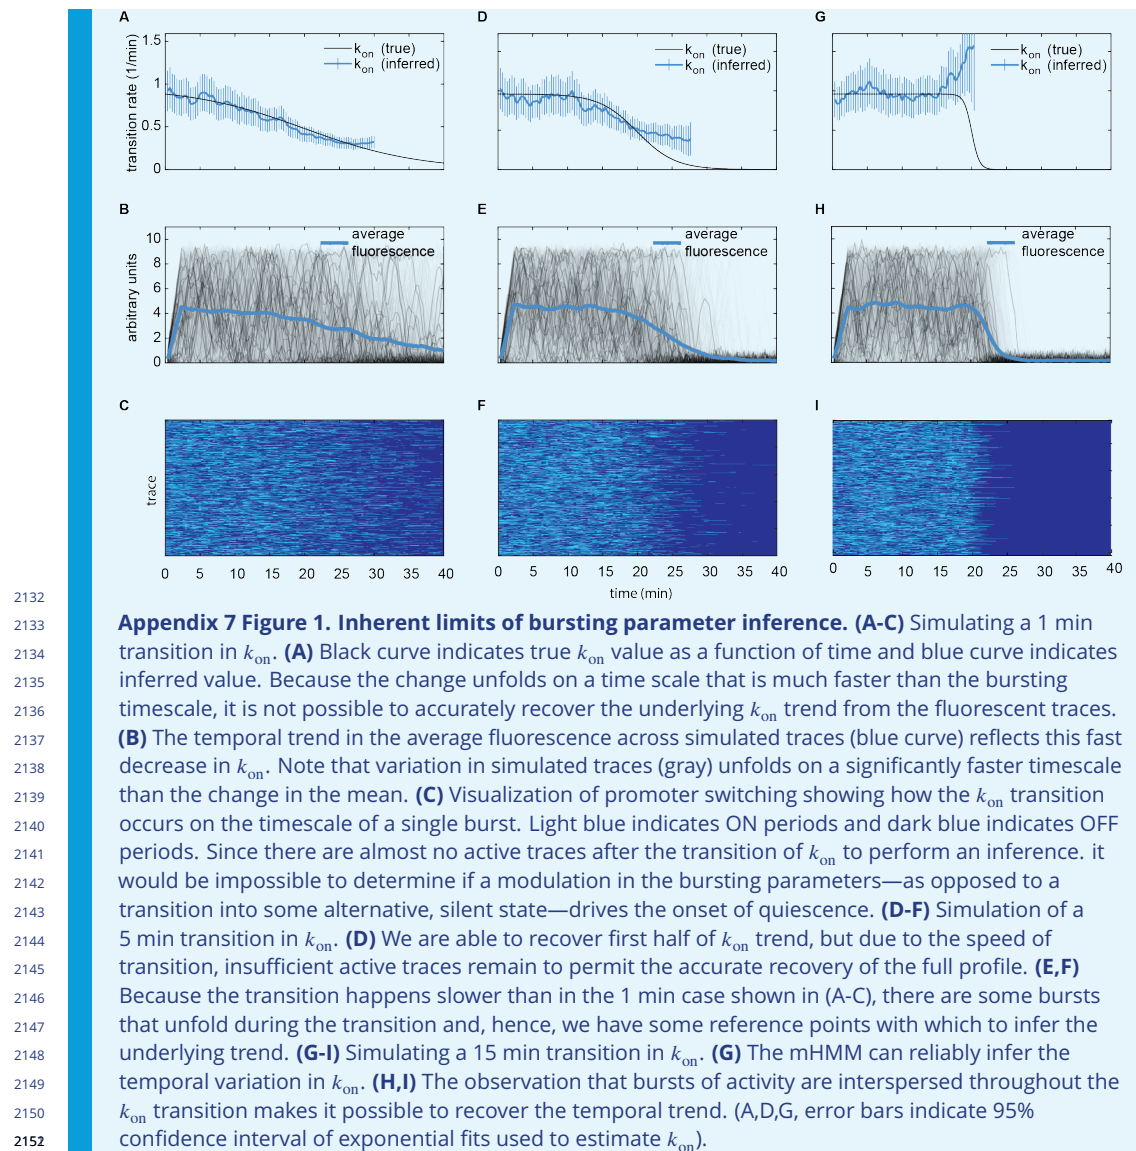 A
D
G
1.5
1
0.5
0
transition rate (1/min)
kon (true)
kon (inferred)
kon (true)
kon (inferred)
kon (true)
kon (inferred)
B
E
H
10
8
6
4
2
0
arbitrary units
average
fluorescence
average
fluorescence
average
fluorescence
C
F
I
trace
0 5 10 15 20 25 30 35 40
0 5 10 15 20 25 30 35 40
0 5 10 15 20 25 30 35 40
time (min)
2132
2133 Appendix 7 Figure 1. Inherent limits of bursting parameter inference. (A-C) Simulating a 1 min
2134 transition in kon. (A) Black curve indicates true kon value as a function of time and blue curve indicates
2135 inferred value. Because the change unfolds on a time scale that is much faster than the bursting
2136 timescale, it is not possible to accurately recover the underlying kon trend from the fluorescent traces.
2137 (B) The temporal trend in the average fluorescence across simulated traces (blue curve) reflects this fast
2138 decrease in kon. Note that variation in simulated traces (gray) unfolds on a significantly faster timescale
2139 than the change in the mean. (C) Visualization of promoter switching showing how the kon transition
2140 occurs on the timescale of a single burst. Light blue indicates ON periods and dark blue indicates OFF
2141 periods. Since there are almost no active traces after the transition of kon to perform an inference. it
2142 would be impossible to determine if a modulation in the bursting parameters—as opposed to a
2143 transition into some alternative, silent state—drives the onset of quiescence. (D-F) Simulation of a
2144 5 min transition in kon. (D) We are able to recover first half of kon trend, but due to the speed of
2145 transition, insufficient active traces remain to permit the accurate recovery of the full profile. (E,F)
2146 Because the transition happens slower than in the 1 min case shown in (A-C), there are some bursts
2147 that unfold during the transition and, hence, we have some reference points with which to infer the
2148 underlying trend. (G-I) Simulating a 15 min transition in kon. (G) The mHMM can reliably infer the
2149 temporal variation in kon. (H,I) The observation that bursts of activity are interspersed throughout the
2150 kon transition makes it possible to recover the temporal trend. (A,D,G, error bars indicate 95%
2152 confidence interval of exponential fits used to estimate kon).